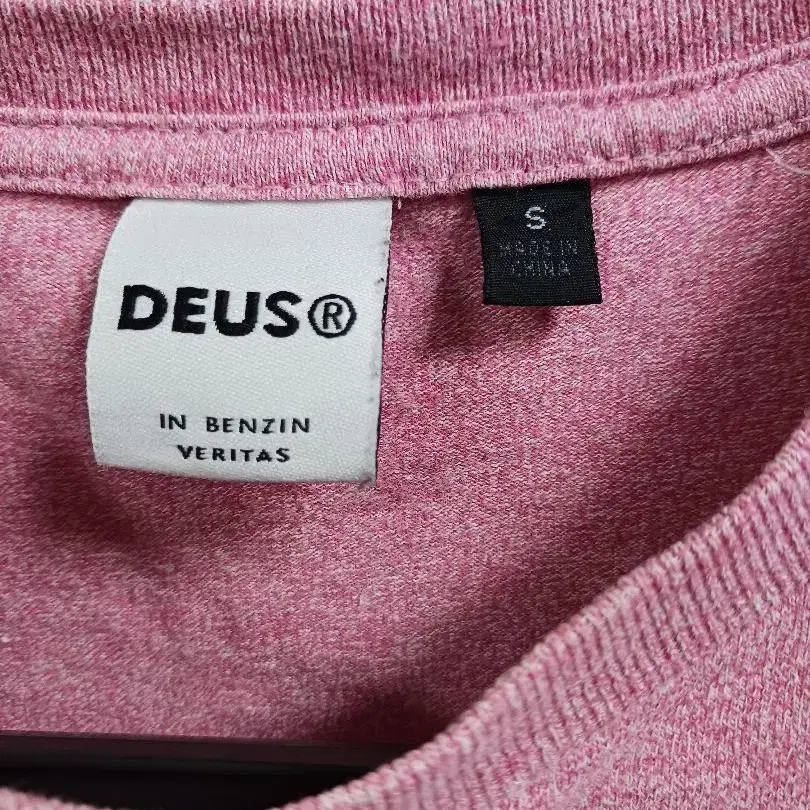 DEUS®
IN BENZIN
VERITAS
S
MADE IN
CHINA